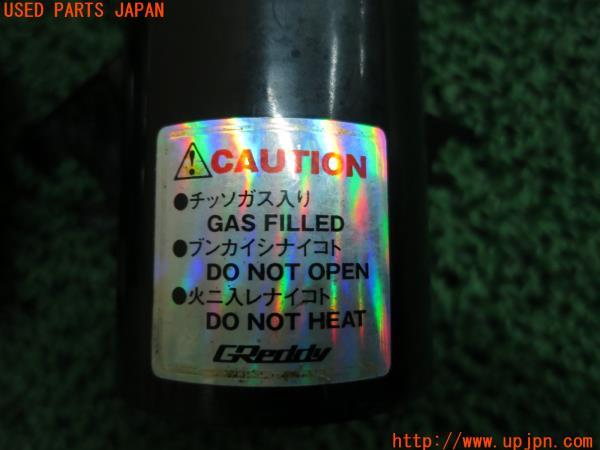 USED PARTS JAPAN
CAUTION
●チッソガス入り
GAS FILLED
●ブンカイシナイコト
DO NOT OPEN
●火ニ入レナイコト
DO NOT HEAT
GReddy
http://www.upjpn.com/